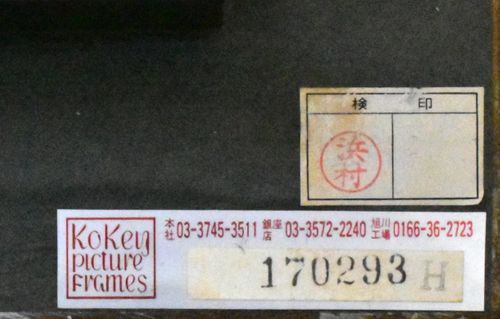 検 印
浜
村
KoKey
picture
Frames
本社 03-3745-3511 銀座店 03-3572-2240 旭川工場 0166-36-2723
170293 H